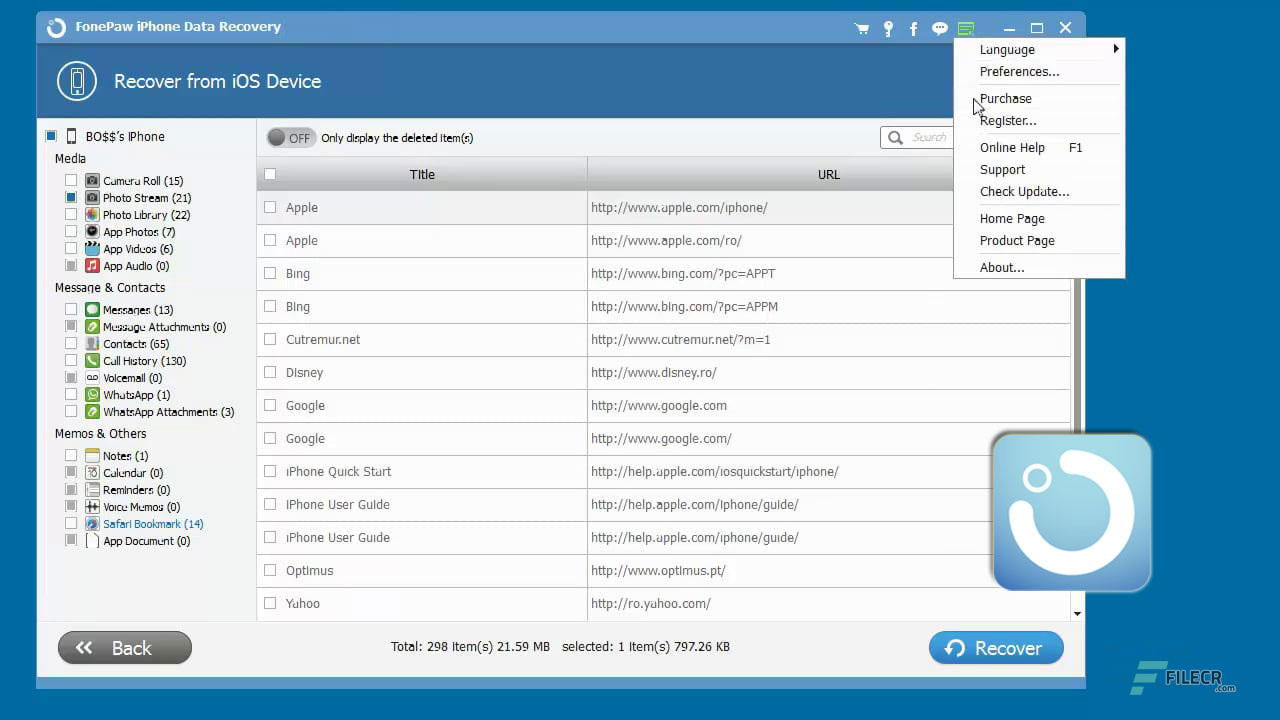 FonePaw iPhone Data Recovery
Recover from iOS Device
Language
Preferences...
Purchase
Register...
Online Help F1
Support
Check Update...
Home Page
Product Page
About...
BO$$'s iPhone
Media
Camera Roll (15)
Photo Stream (21)
Photo Library (22)
App Photos (7)
App Videos (6)
App Audio (0)
Message & Contacts
Messages (13)
Message Attachments (0)
Contacts (65)
Call History (130)
Voicemail (0)
WhatsApp (1)
WhatsApp Attachments (3)
Memos & Others
Notes (1)
Calendar (0)
Reminders (0)
Voice Memos (0)
Safari Bookmark (14)
App Document (0)
OFF Only display the deleted item(s)
Search
Title URL
Apple http://www.apple.com/iphone/
Apple http://www.apple.com/ro/
Bing http://www.bing.com/?pc=APPT
Bing http://www.bing.com/?pc=APPM
Cutremur.net http://www.cutremur.net/?m=1
Disney http://www.disney.ro/
Google http://www.google.com
Google http://www.google.com/
iPhone Quick Start http://help.apple.com/iosquickstart/iphone/
iPhone User Guide http://help.apple.com/iphone/guide/
iPhone User Guide http://help.apple.com/iphone/guide/
Optimus http://www.optimus.pt/
Yahoo http://ro.yahoo.com/
Back
Total: 298 item(s) 21.59 MB selected: 1 item(s) 797.26 KB
Recover
FILECR
.com